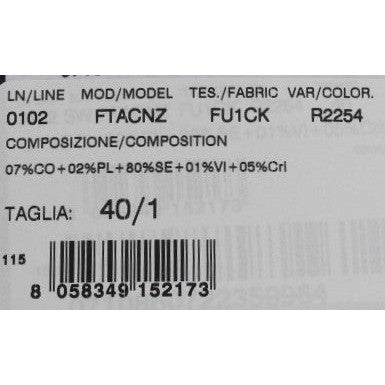 LN/LINE MOD/MODEL TES./FABRIC VAR/COLOR.
0102 FTACNZ FU1CK R2254
COMPOSIZIONE/COMPOSITION
07%CO+02%PL+80%SE+01%VI+05%Crl
TAGLIA: 40/1
115
8 058349 152173